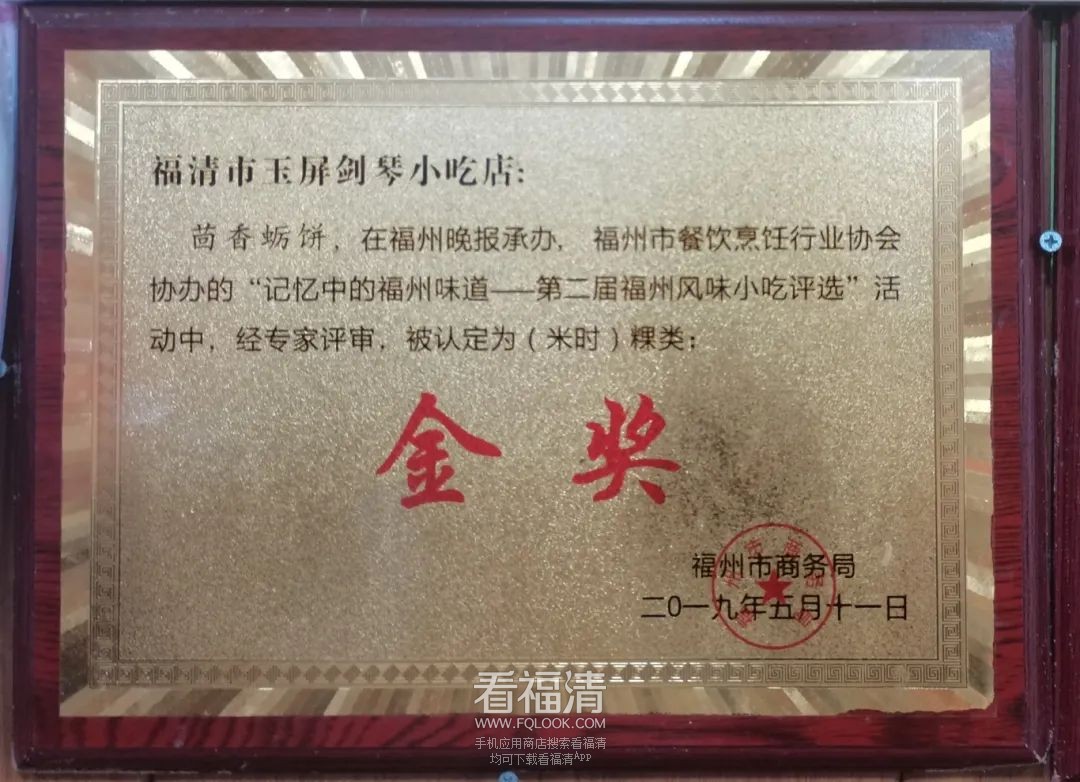 福清市玉屏剑琴小吃店：
茴香蛎饼，在福州晚报承办，福州市餐饮烹饪行业协会
协办的“记忆中的福州味道——第二届福州风味小吃评选”活
动中，经专家评审，被认定为（米时）粿类：
金奖
福州市商务局
二〇一九年五月十一日
看福清
WWW.FQLOOK.COM
手机应用商店搜索看福清
均可下载看福清App